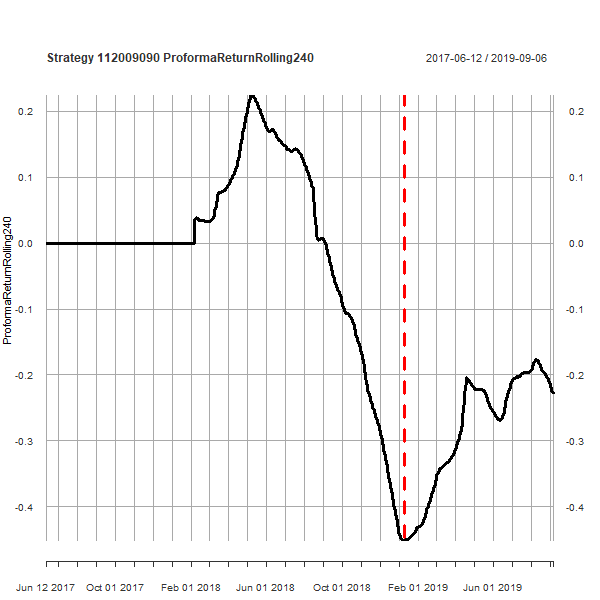 Strategy 112009090 ProformaReturnRolling240
2017-06-12 / 2019-09-06
ProformaReturnRolling240
0.2 0.2
0.1 0.1
0.0 0.0
-0.1 -0.1
-0.2 -0.2
-0.3 -0.3
-0.4 -0.4
Jun 12 2017 Oct 01 2017 Feb 01 2018 Jun 01 2018 Oct 01 2018 Feb 01 2019 Jun 01 2019